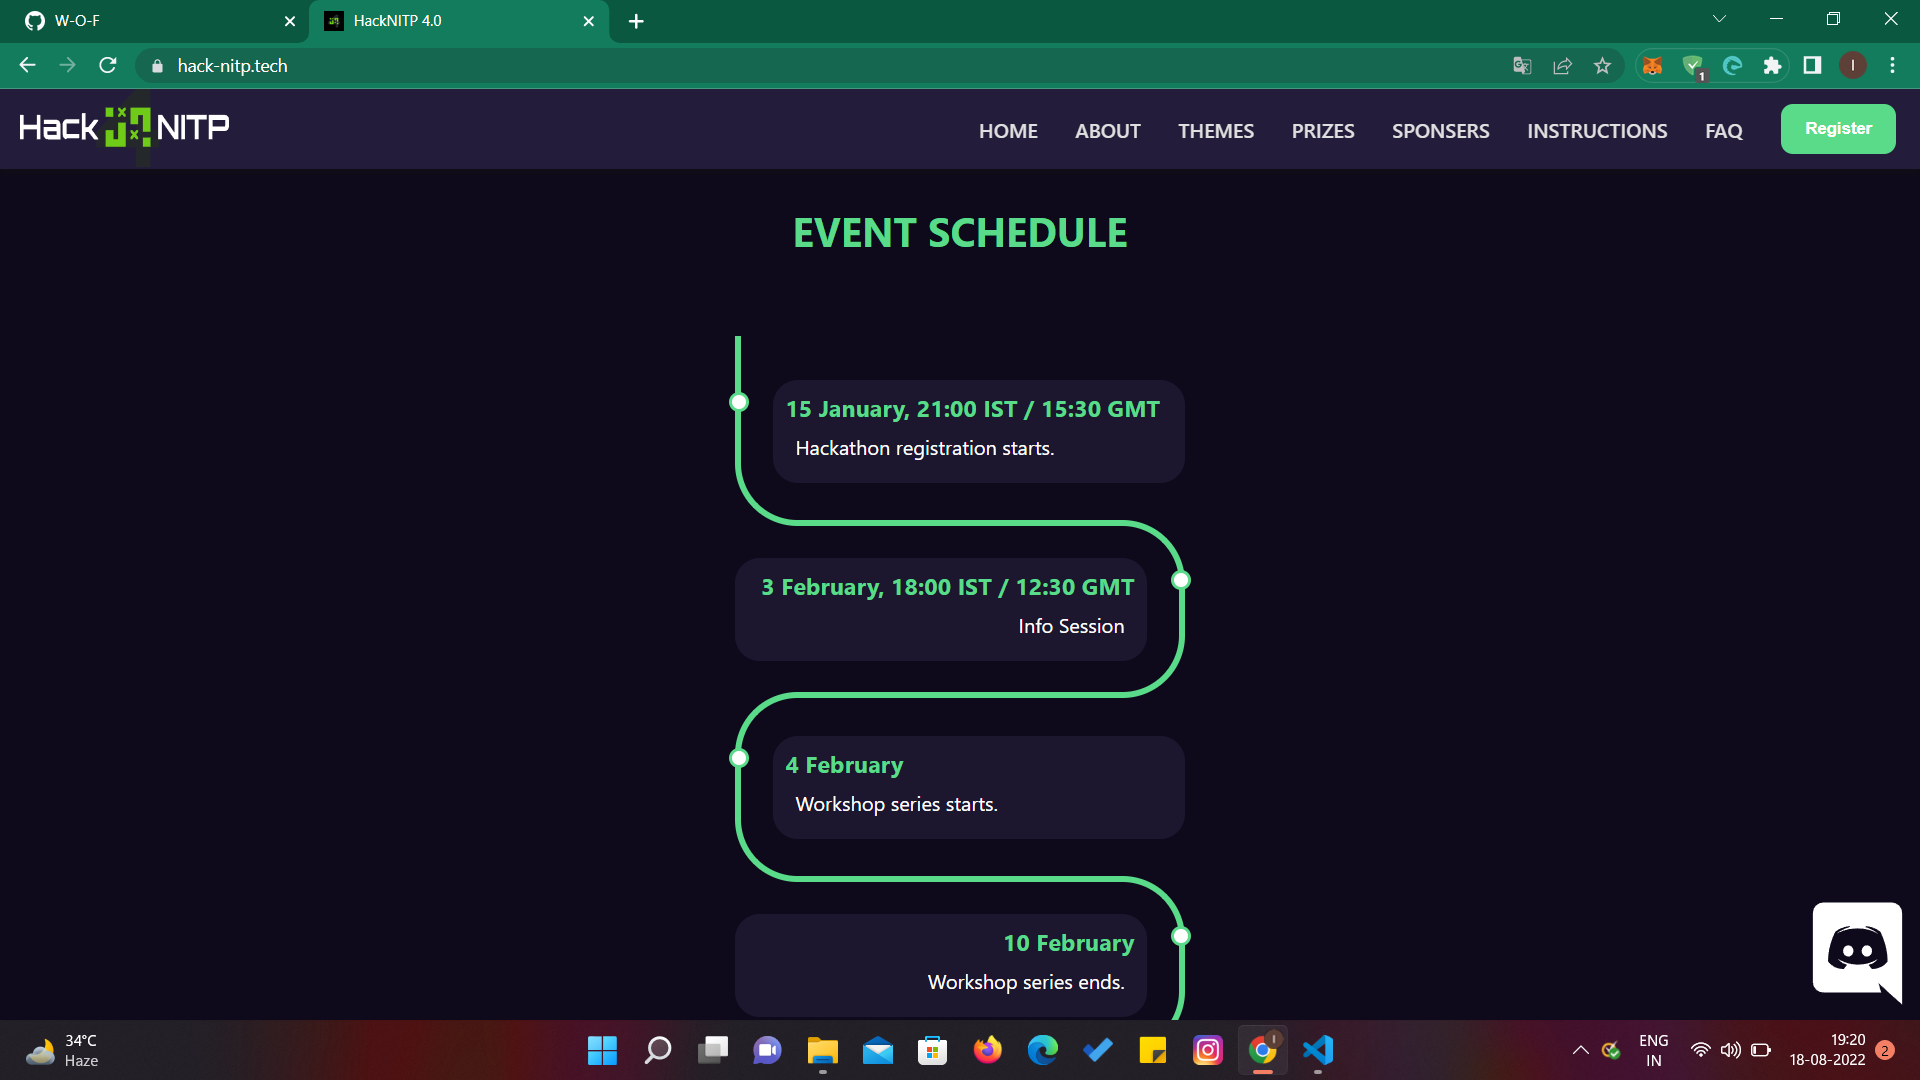 W-O-F
HackNITP 4.0
hack-nitp.tech
1
I
Hack NITP
HOME ABOUT THEMES PRIZES SPONSERS INSTRUCTIONS FAQ Register
EVENT SCHEDULE
15 January, 21:00 IST / 15:30 GMT
Hackathon registration starts.
3 February, 18:00 IST / 12:30 GMT
Info Session
4 February
Workshop series starts.
10 February
Workshop series ends.
34°C
Haze
ENG
IN
19:20
18-08-2022
2